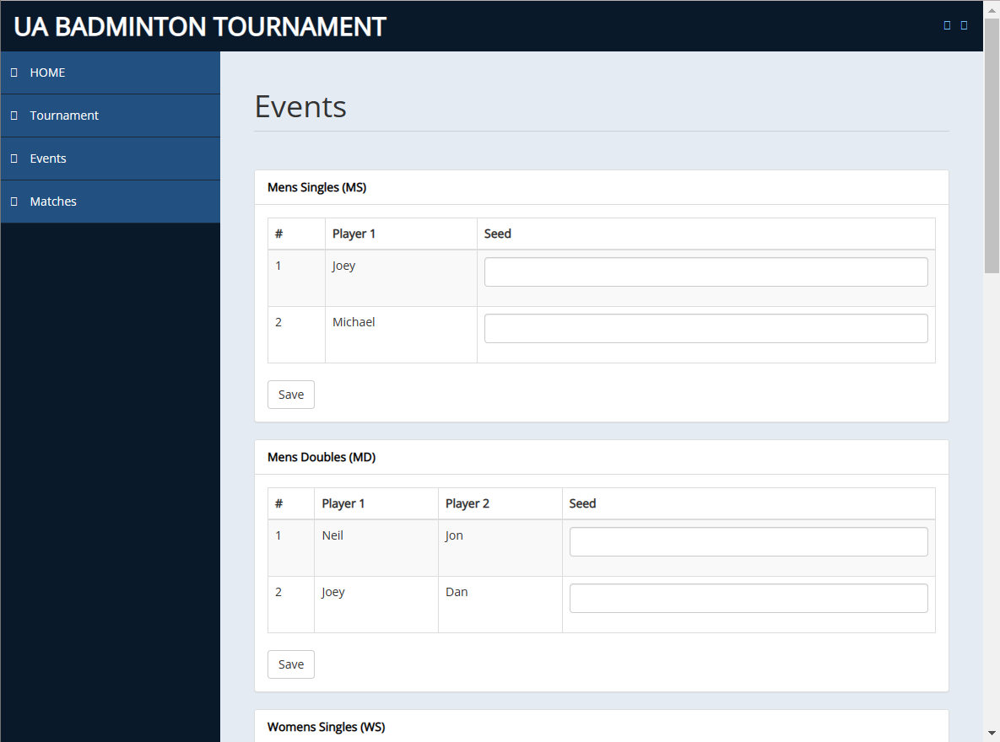 UA BADMINTON TOURNAMENT
HOME
Tournament
Events
Matches
Events
Mens Singles (MS)
# Player 1 Seed
1 Joey
2 Michael
Save
Mens Doubles (MD)
# Player 1 Player 2 Seed
1 Neil Jon
2 Joey Dan
Save
Womens Singles (WS)